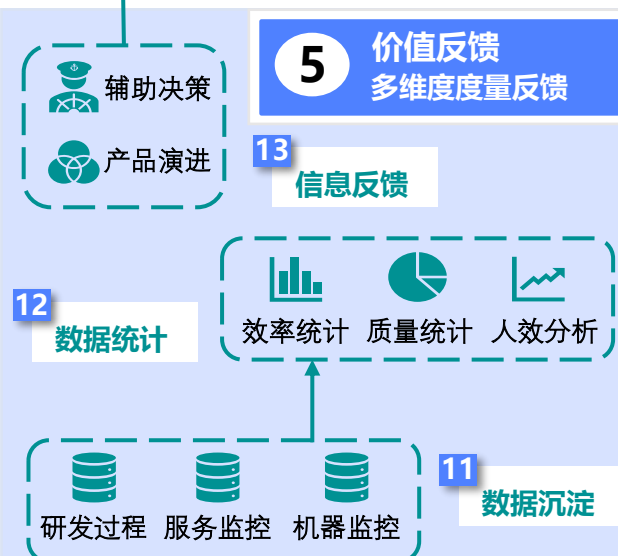 5
价值反馈
多维度度量反馈
辅助决策
产品演进
13
信息反馈
12
数据统计
效率统计 质量统计 人效分析
11
数据沉淀
研发过程 服务监控 机器监控